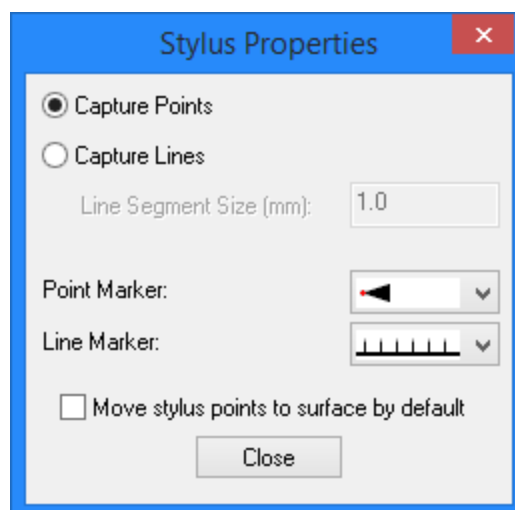 Stylus Properties
Capture Points
Capture Lines
Line Segment Size (mm): 1.0
Point Marker:
Line Marker:
Move stylus points to surface by default
Close